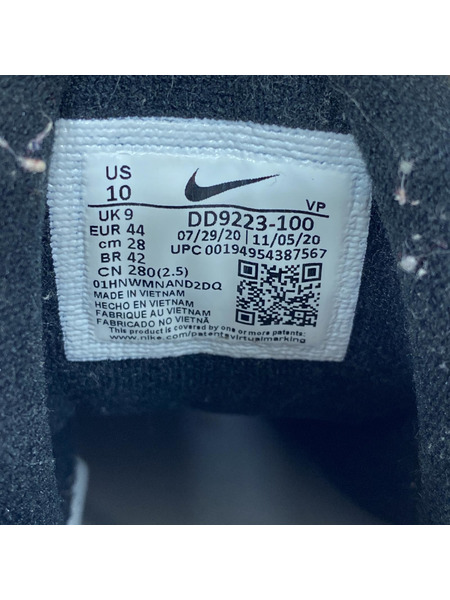 US
10
VP
UK 9
DD9223-100
EUR 44
07/29/20 | 11/05/20
cm 28
UPC 00194954387567
BR 42
CN 280(2.5)
01HNWMNAND2DQ
MADE IN VIETNAM
HECHO EN VIETNAM
FABRIQUE AU VIETNAM
FABRICADO NO VIETNÃ
This product is covered by one or more patents:
www.nike.com/patentsvirtualmarking